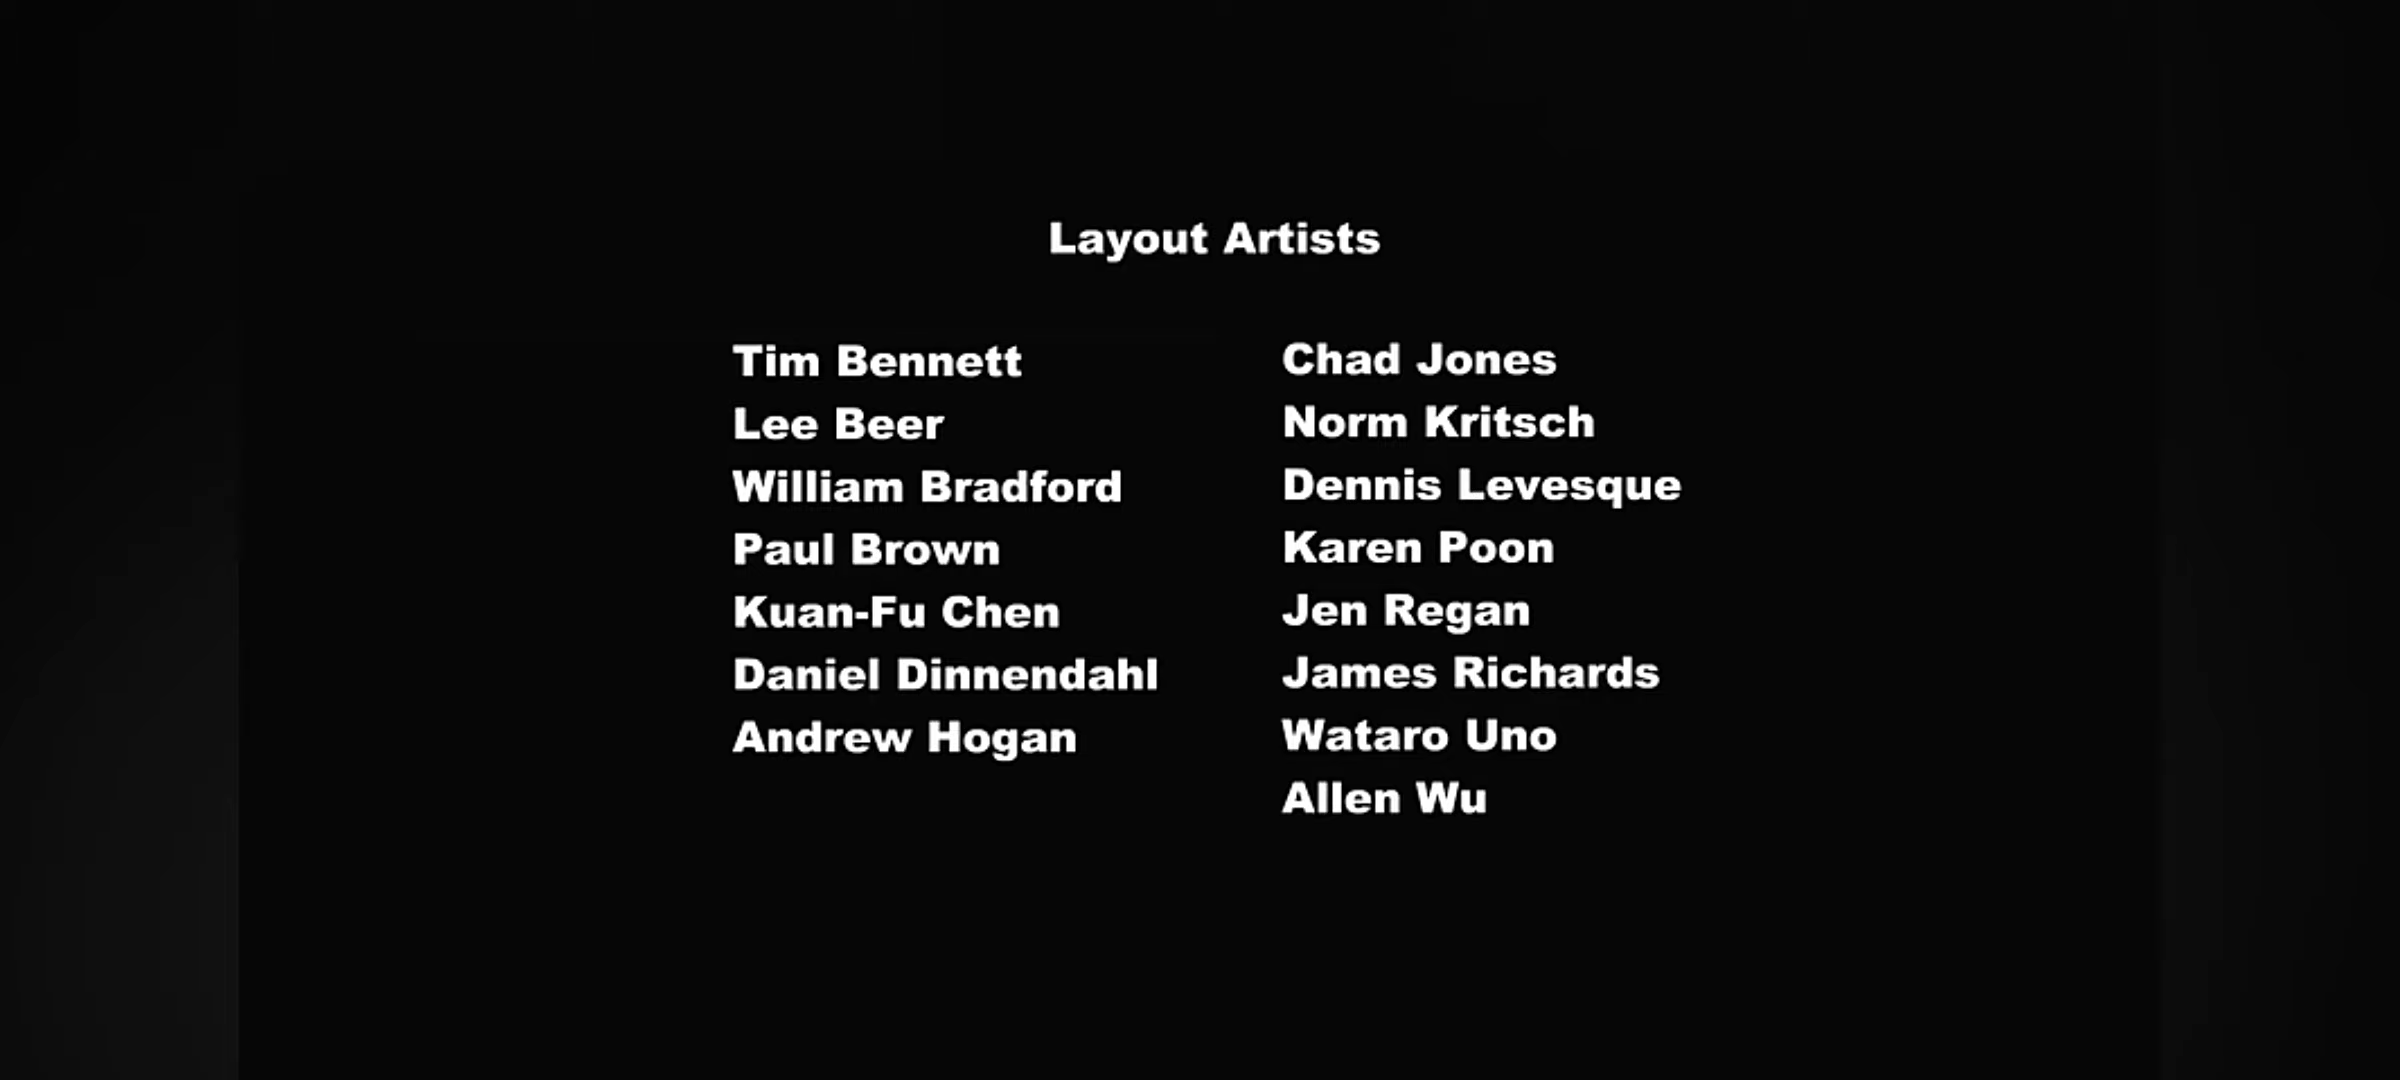 Layout Artists
Tim Bennett
Lee Beer
William Bradford
Paul Brown
Kuan-Fu Chen
Daniel Dinnendahl
Andrew Hogan
Chad Jones
Norm Kritsch
Dennis Levesque
Karen Poon
Jen Regan
James Richards
Wataro Uno
Allen Wu